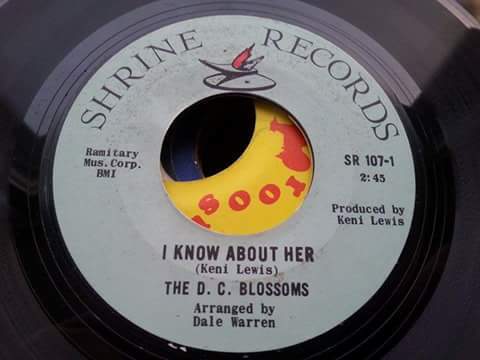 SHRINE RECORDS
Ramitary
Mus. Corp.
BMI
SR 107-1
2:45
Produced by
Keni Lewis
I KNOW ABOUT HER
(Keni Lewis)
THE D. C. BLOSSOMS
Arranged by
Dale Warren